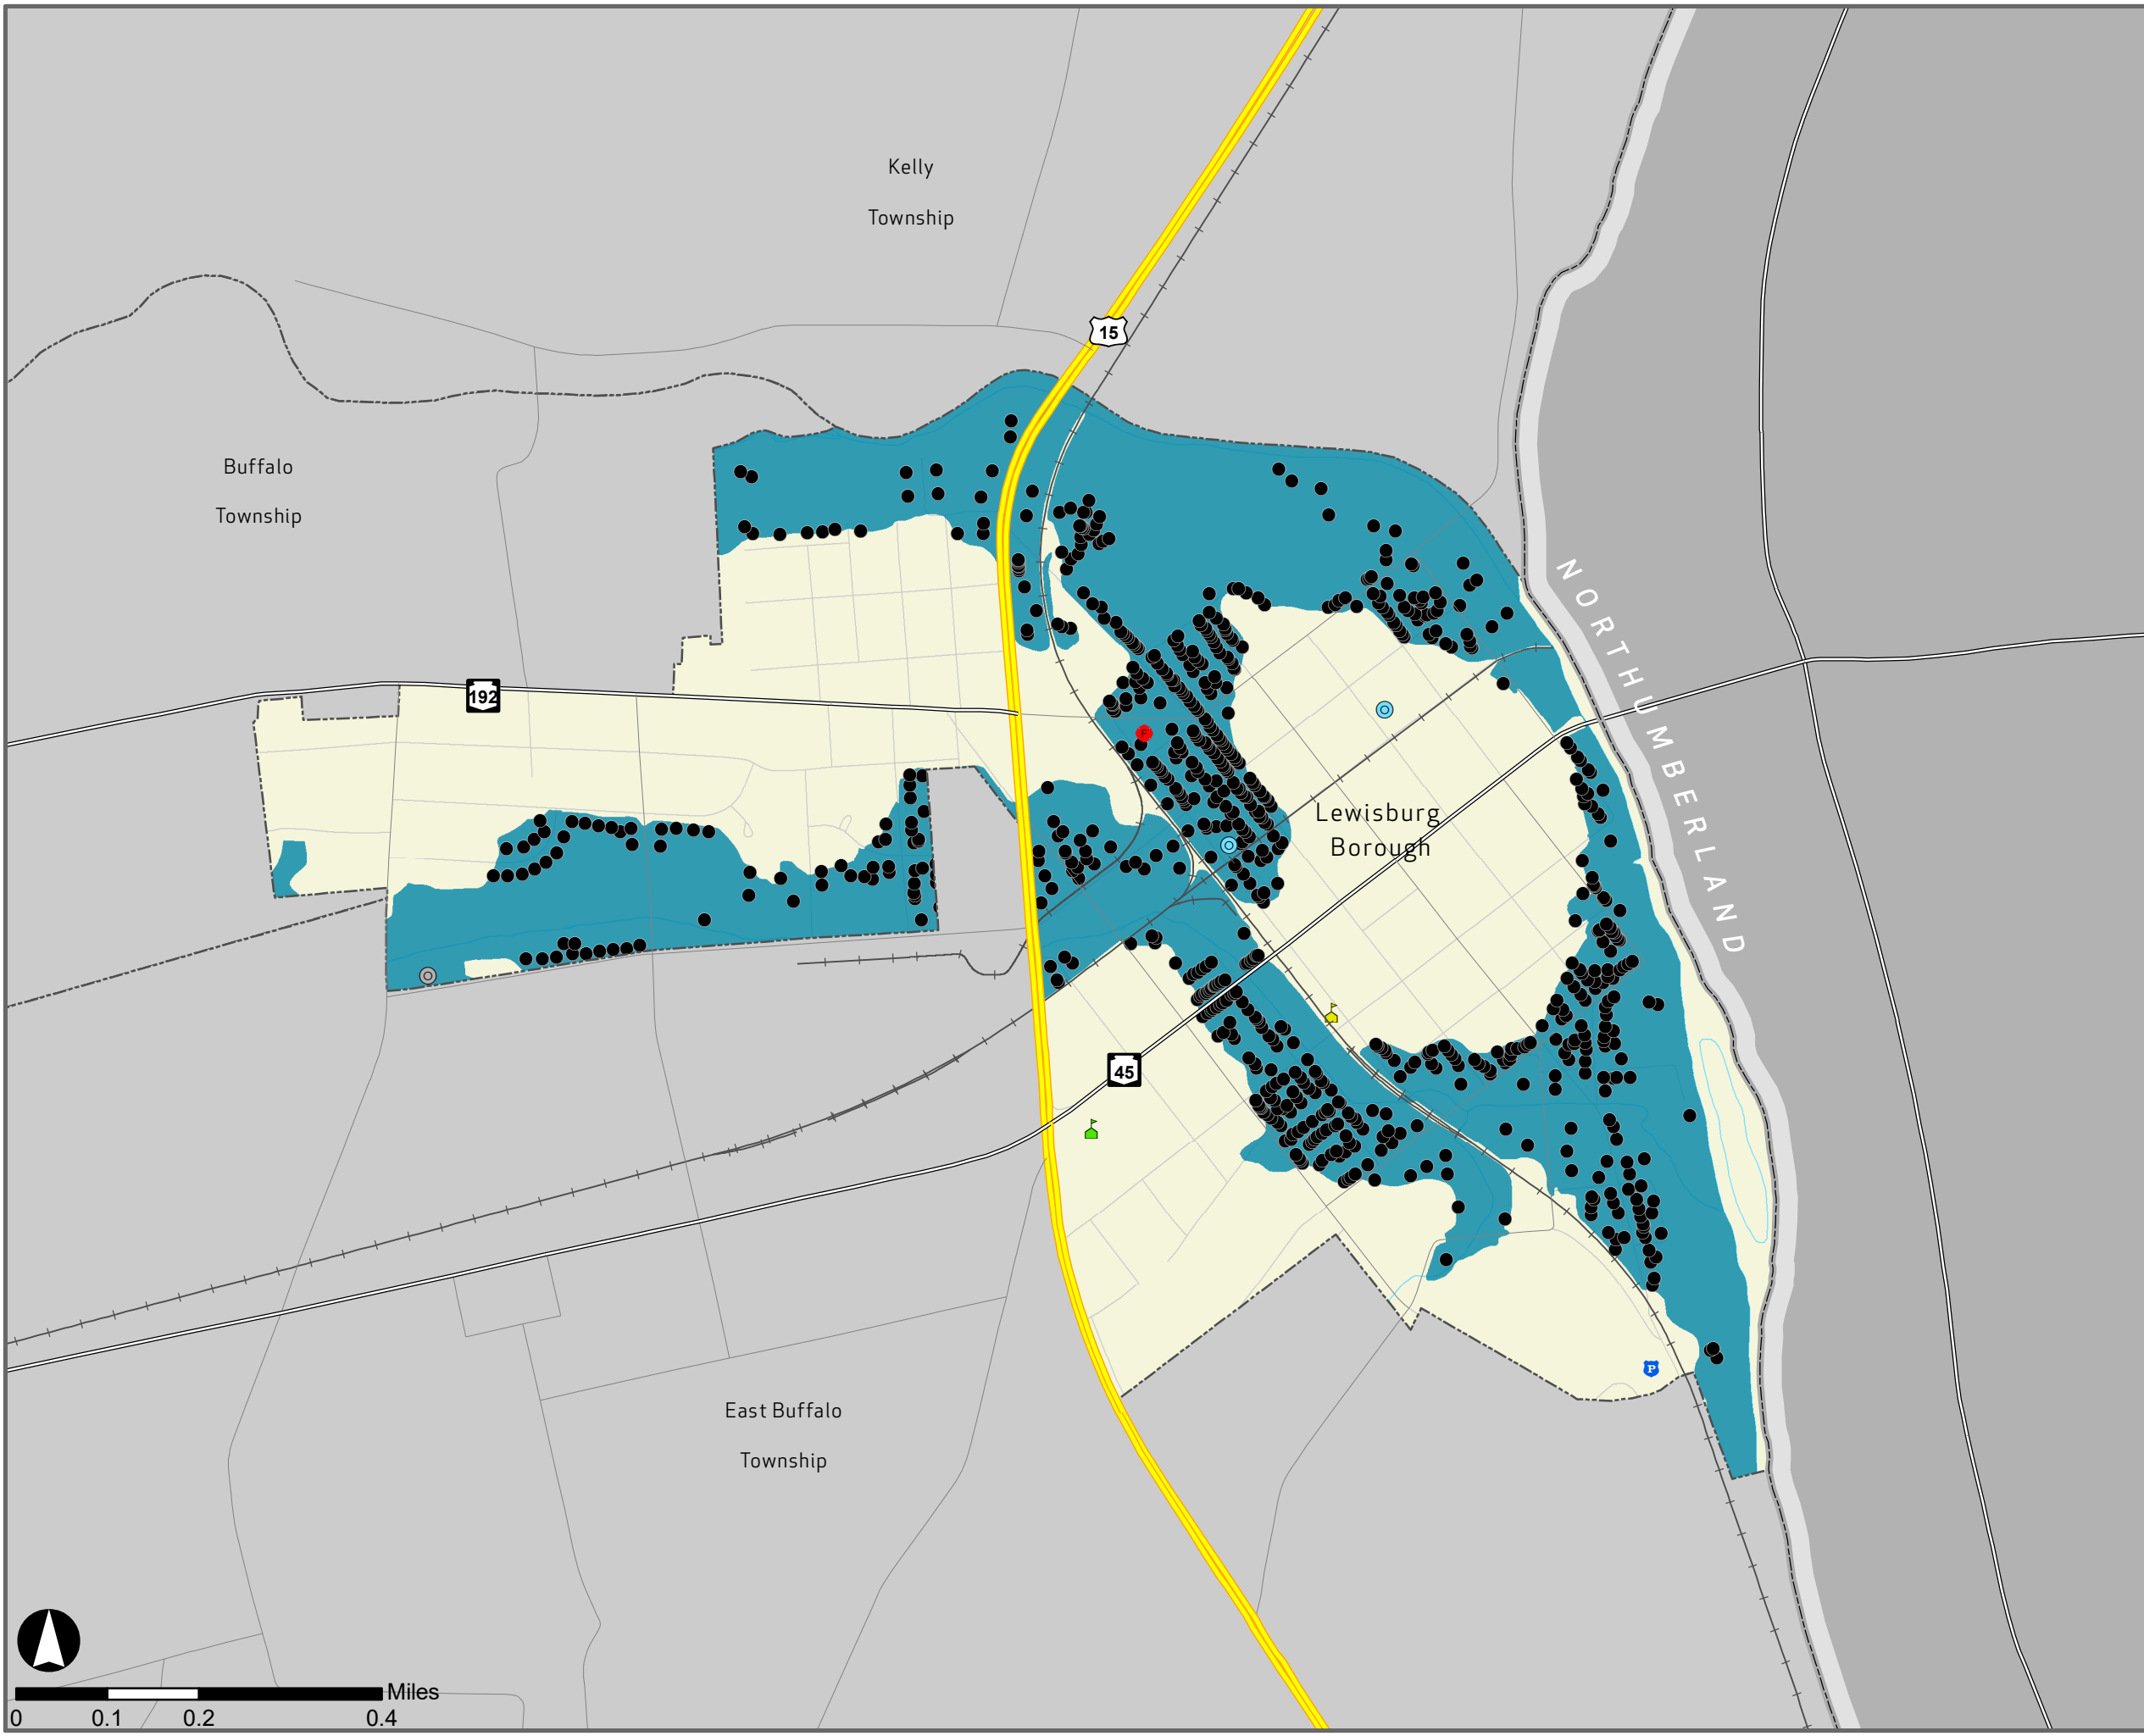 Kelly
Township
15
Buffalo
Township
NORTHUMBERLAND
192
F
Lewisburg
Borough
45
P
East Buffalo
Township
Miles
0 0.1 0.2 0.4